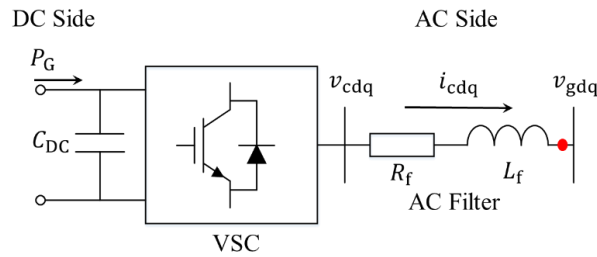 DC Side
AC Side
P_G
v_cdq
i_cdq
v_gdq
C_DC
R_f
L_f
AC Filter
VSC